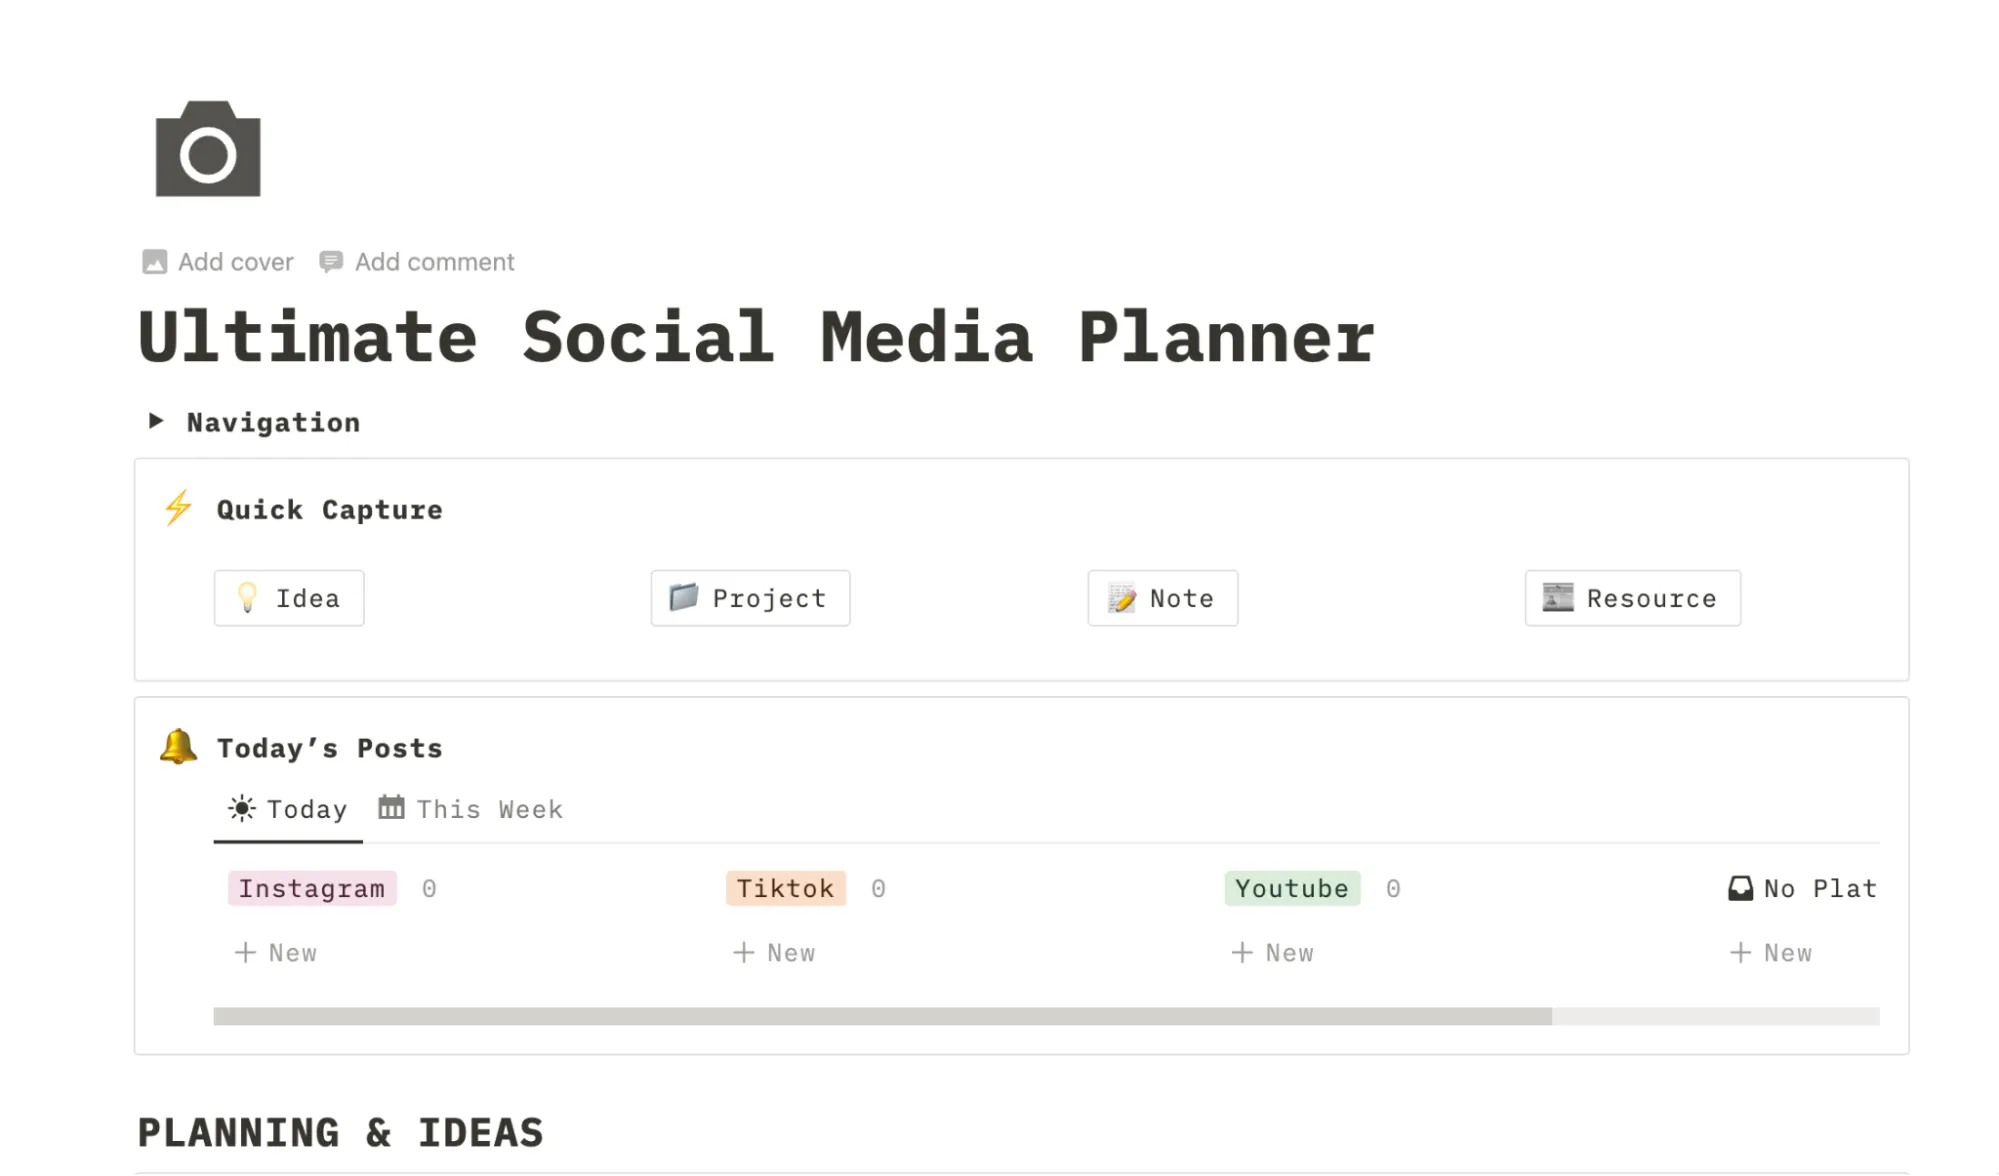 Add cover Add comment
Ultimate Social Media Planner
Navigation
Quick Capture
Idea Project Note Resource
Today’s Posts
Today This Week
Instagram 0 Tiktok 0 Youtube 0 No Plat
+ New + New + New + New
PLANNING & IDEAS